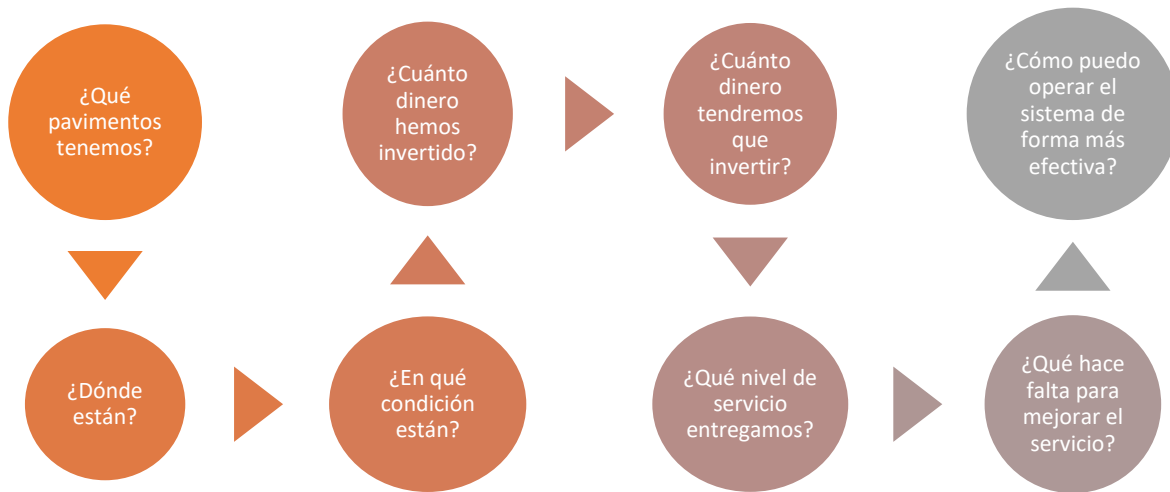 ¿Qué
pavimentos
tenemos?
¿Dónde
están?
¿En qué
condición
están?
¿Cuánto
dinero
hemos
invertido?
¿Cuánto
dinero
tendremos
que
invertir?
¿Qué nivel de
servicio
entregamos?
¿Qué hace
falta para
mejorar el
servicio?
¿Cómo puedo
operar el
sistema de
forma más
efectiva?